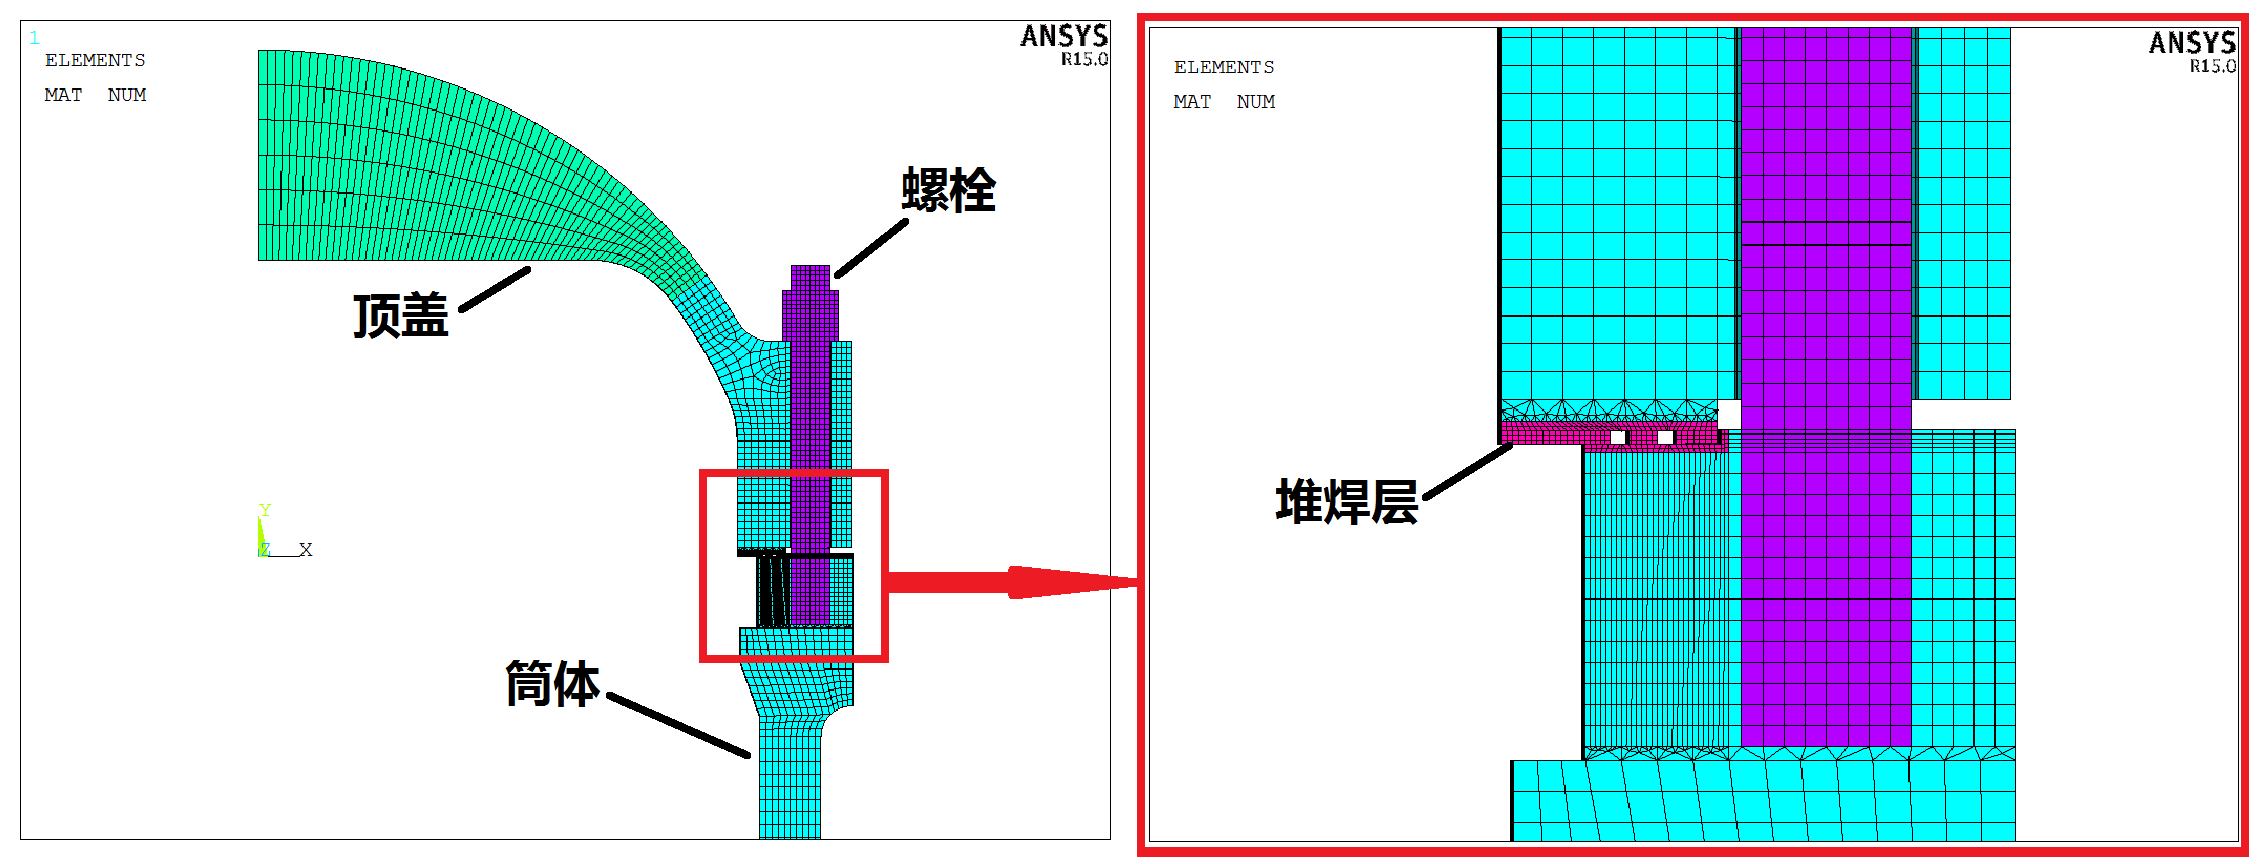 1
ELEMENTS
MAT NUM
ANSYS
R15.0
螺栓
顶盖
Y
Z X
筒体
ELEMENTS
MAT NUM
ANSYS
R15.0
堆焊层